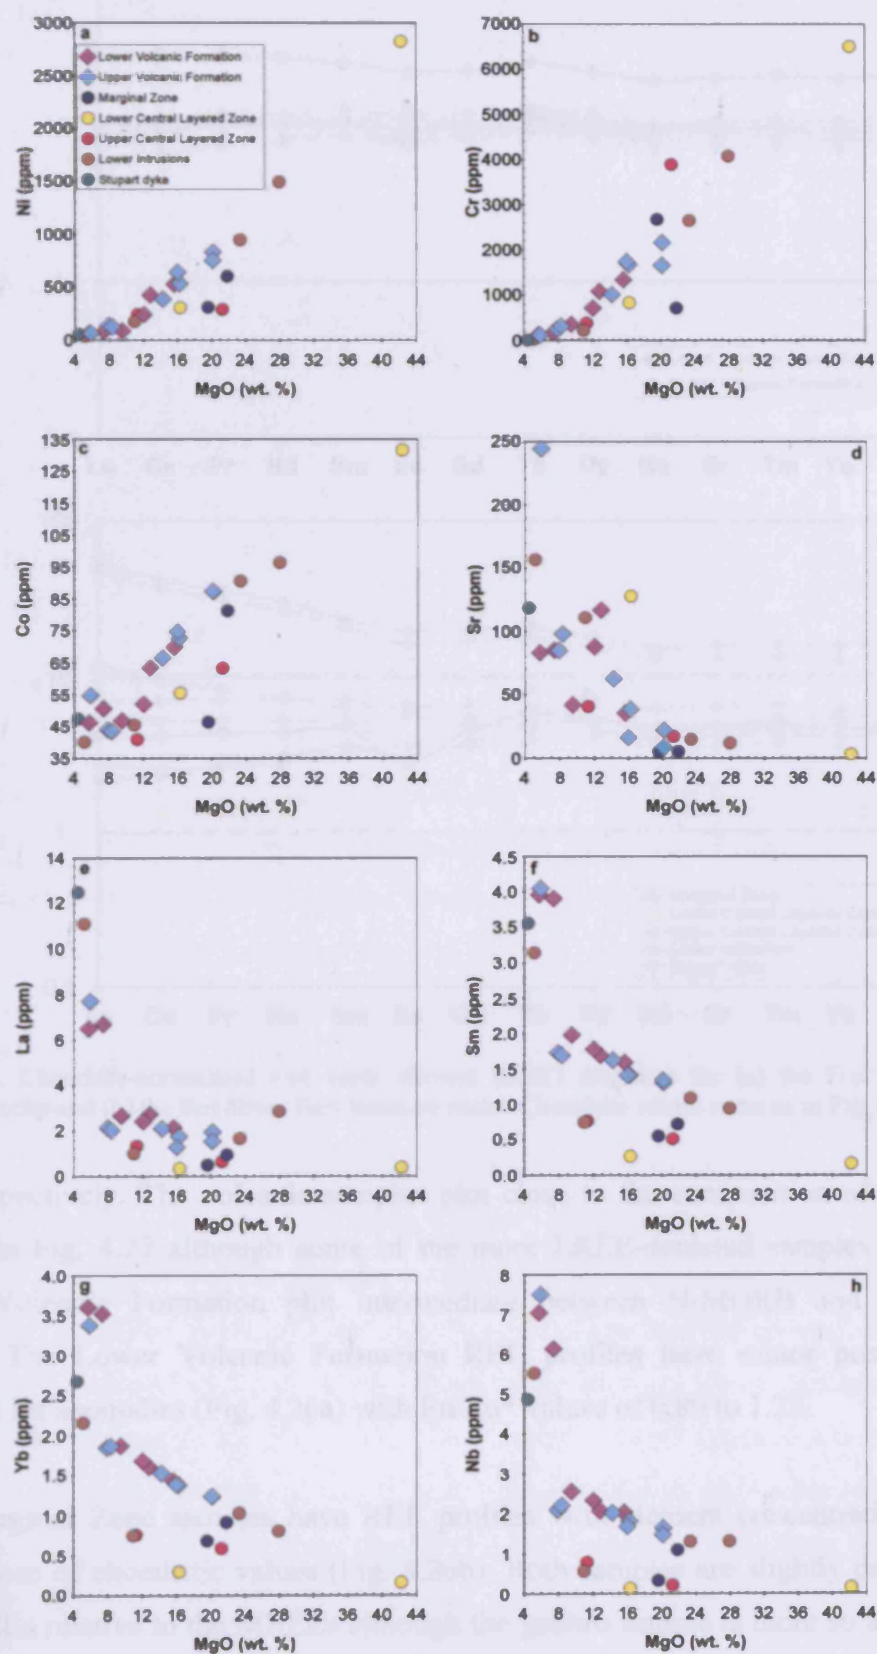 3000
2500
2000
1500
1000
500
0
Ni (ppm)
a
Lower Volcanic Formation
Upper Volcanic Formation
Marginal Zone
Lower Central Layered Zone
Upper Central Layered Zone
Lower Intrusions
Stupart dyke
4 8 12 16 20 24 28 32 36 40 44
MgO (wt. %)
7000
6000
5000
4000
3000
2000
1000
0
Cr (ppm)
b
4 8 12 16 20 24 28 32 36 40 44
MgO (wt. %)
135
125
115
105
95
85
75
65
55
45
35
Co (ppm)
c
4 8 12 16 20 24 28 32 36 40 44
MgO (wt. %)
250
200
150
100
50
0
Sr (ppm)
d
4 8 12 16 20 24 28 32 36 40 44
MgO (wt. %)
14
12
10
8
6
4
2
0
La (ppm)
e
4 8 12 16 20 24 28 32 36 40 44
MgO (wt. %)
4.5
4.0
3.5
3.0
2.5
2.0
1.5
1.0
0.5
0.0
Sm (ppm)
f
4 8 12 16 20 24 28 32 36 40 44
MgO (wt. %)
4.0
3.5
3.0
2.5
2.0
1.5
1.0
0.5
0.0
Yb (ppm)
g
4 8 12 16 20 24 28 32 36 40 44
MgO (wt. %)
8
7
6
5
4
3
2
1
0
Nb (ppm)
h
4 8 12 16 20 24 28 32 36 40 44
MgO (wt. %)